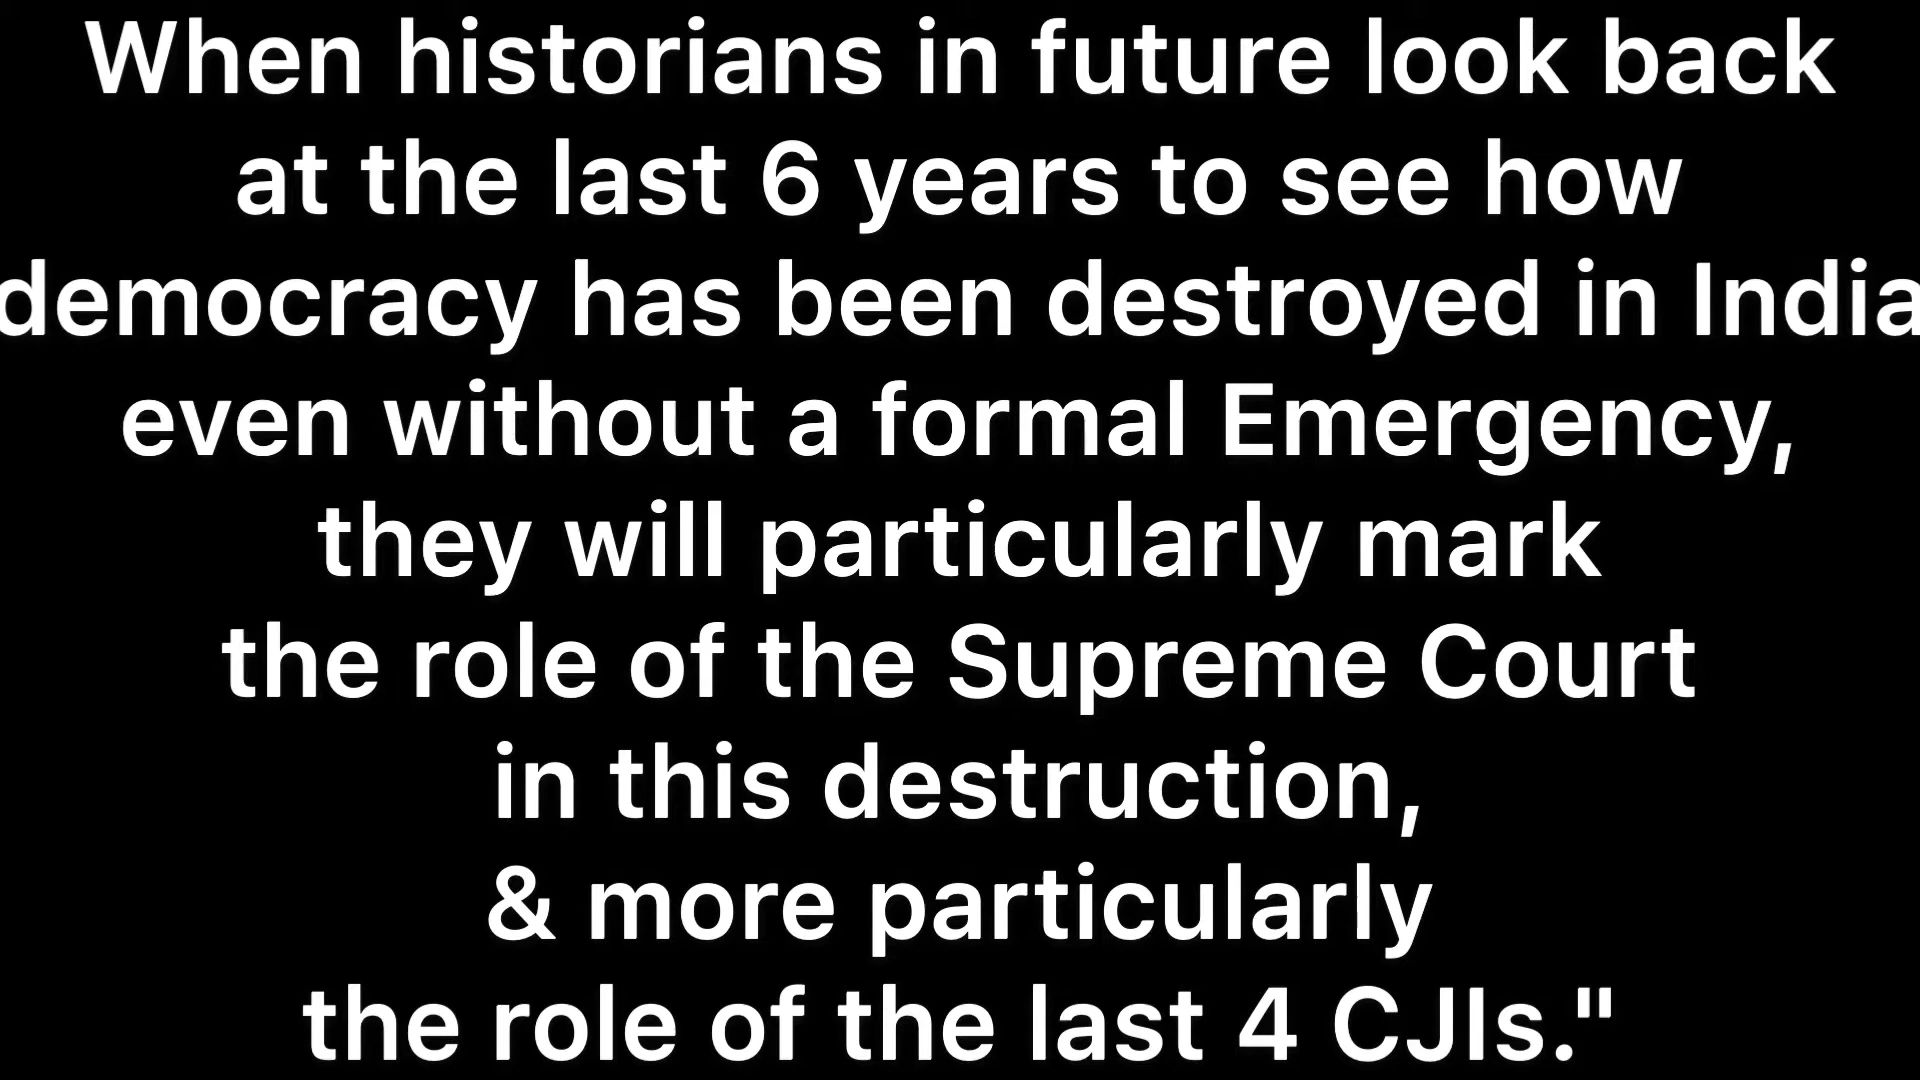 When historians in future look back
at the last 6 years to see how
democracy has been destroyed in India
even without a formal Emergency,
they will particularly mark
the role of the Supreme Court
in this destruction,
& more particularly
the role of the last 4 CJIs."